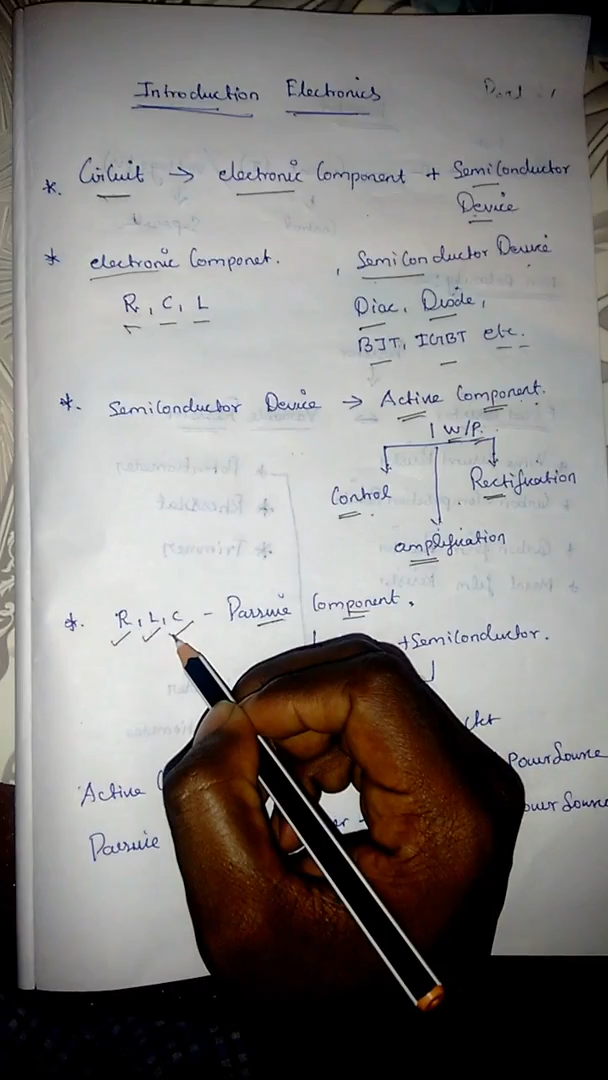 Introduction Electronics
*. Circuit → electronic Component + Semiconductor
Device
* electronic Componet. , Semiconductor Device
R, C, L
Diac, Diode,
BJT, IGBT etc.
*. Semiconductor Device → Active Component.
Control
Rectification
amplification
*. R, L, C - Passive Component.
+Semiconductor.
ckt
Power Source
Active
Power Source
Passive